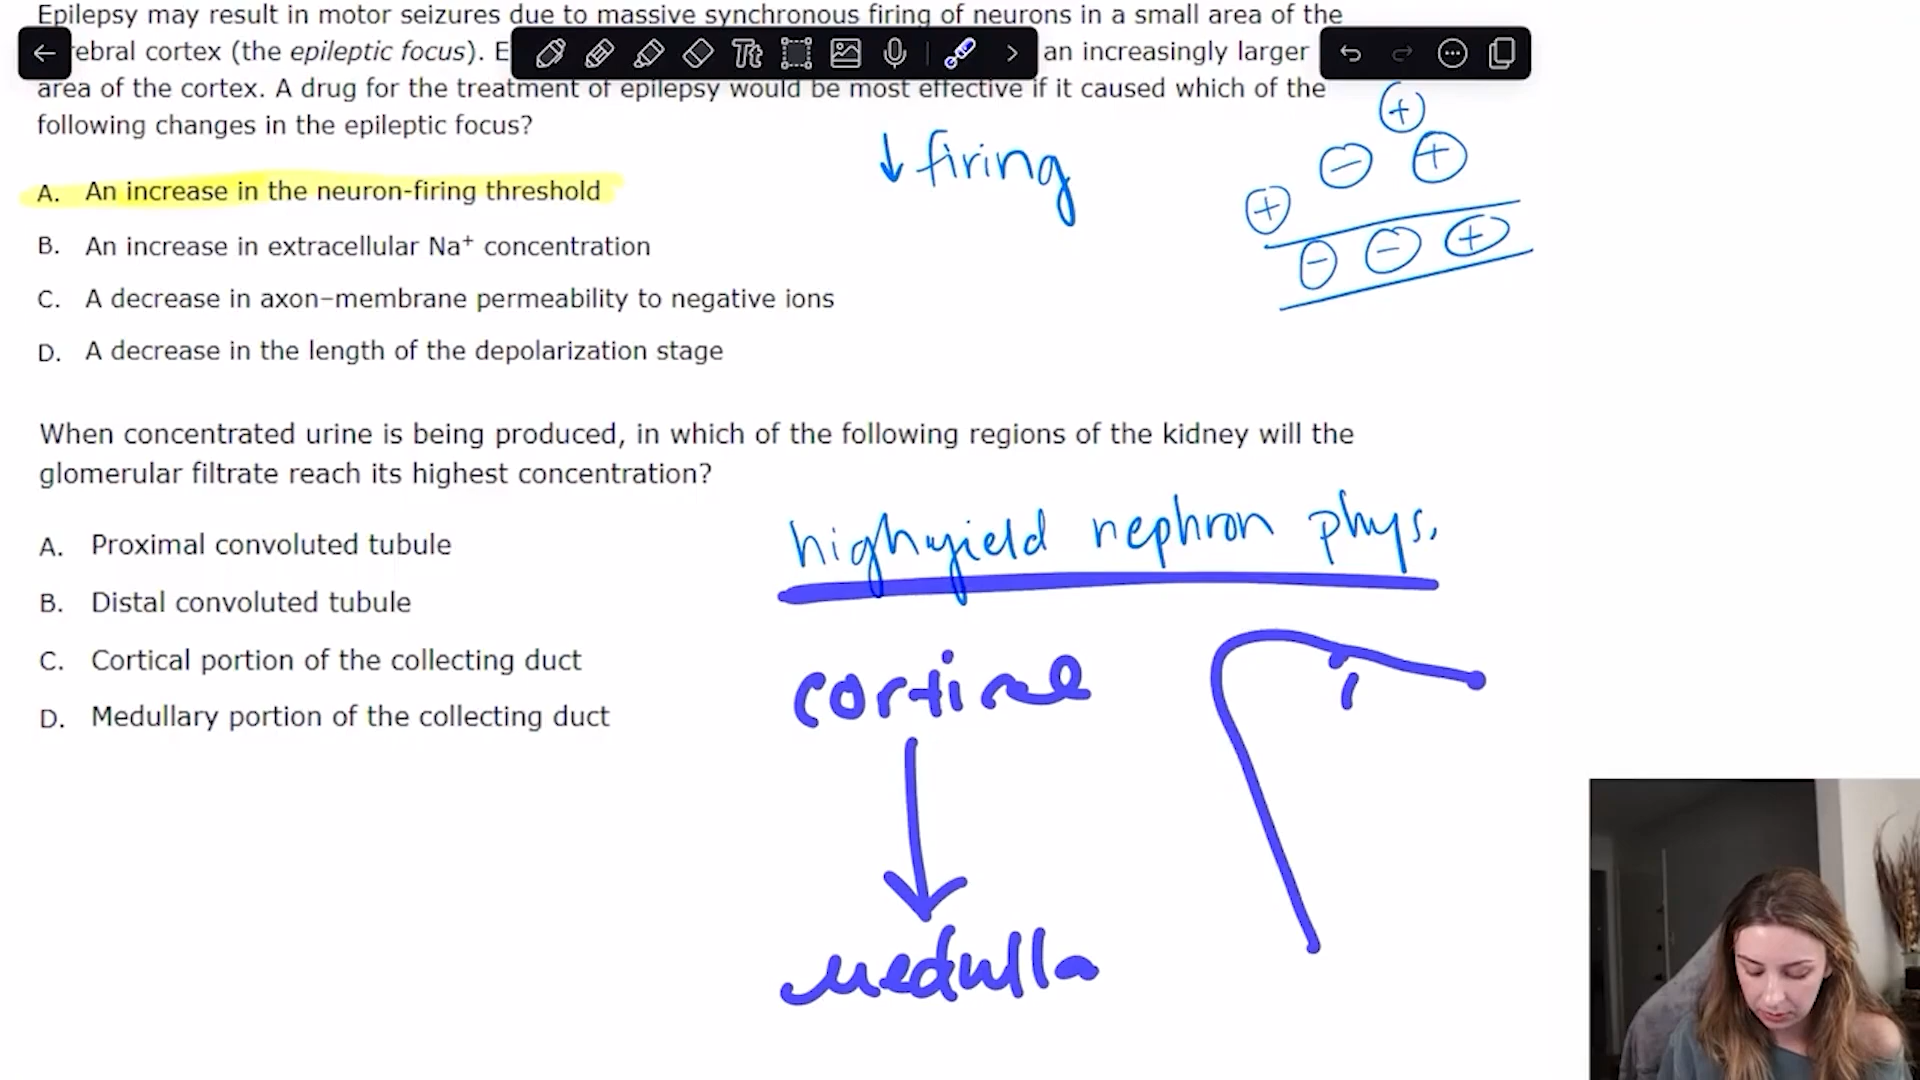 Epilepsy may result in motor seizures due to massive synchronous firing of neurons in a small area of the
rebral cortex (the epileptic focus). E
Tt
an increasingly larger
area of the cortex. A drug for the treatment of epilepsy would be most effective if it caused which of the
following changes in the epileptic focus?
↓ firing
+
− +
+
− − +
A. An increase in the neuron-firing threshold
B. An increase in extracellular Na⁺ concentration
C. A decrease in axon–membrane permeability to negative ions
D. A decrease in the length of the depolarization stage
When concentrated urine is being produced, in which of the following regions of the kidney will the
glomerular filtrate reach its highest concentration?
highyield nephron phys.
A. Proximal convoluted tubule
B. Distal convoluted tubule
C. Cortical portion of the collecting duct
D. Medullary portion of the collecting duct
cortical
medulla